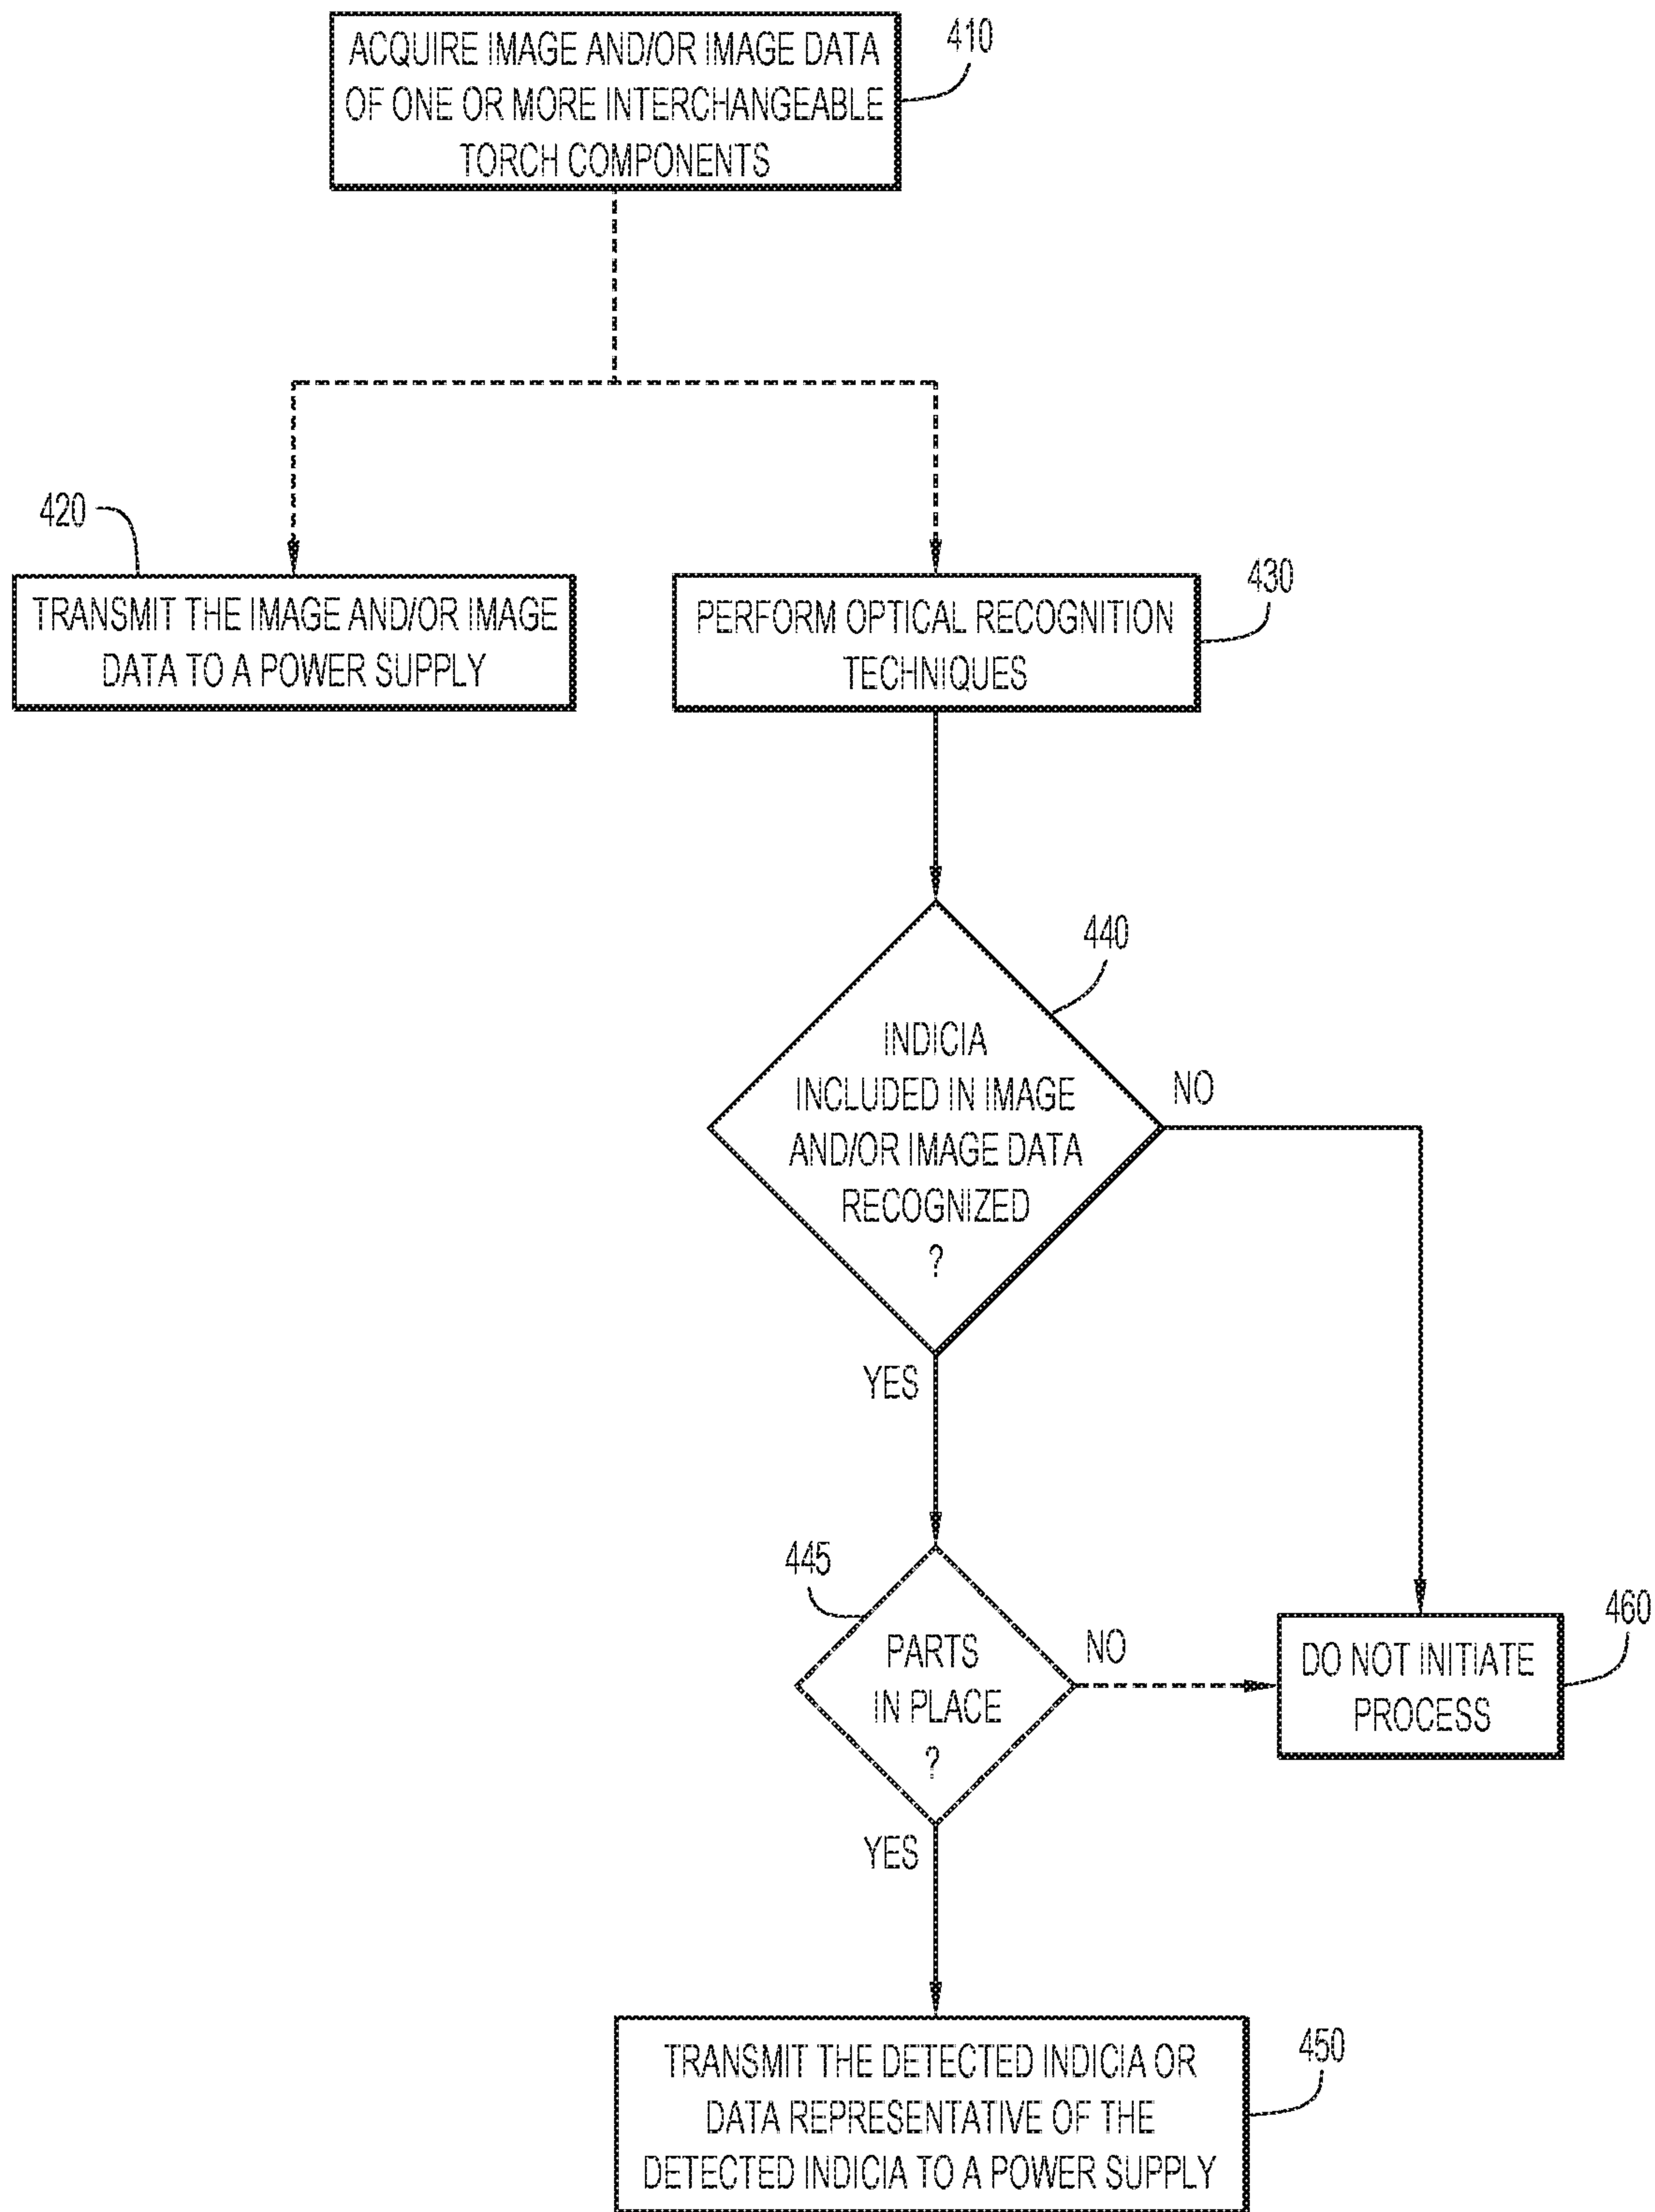 ACQUIRE IMAGE AND/OR IMAGE DATA
OF ONE OR MORE INTERCHANGEABLE
TORCH COMPONENTS
410
420
TRANSMIT THE IMAGE AND/OR IMAGE
DATA TO A POWER SUPPLY
430
PERFORM OPTICAL RECOGNITION
TECHNIQUES
440
INDICIA
INCLUDED IN IMAGE
AND/OR IMAGE DATA
RECOGNIZED
?
NO
YES
445
PARTS
IN PLACE
?
NO
YES
460
DO NOT INITIATE
PROCESS
450
TRANSMIT THE DETECTED INDICIA OR
DATA REPRESENTATIVE OF THE
DETECTED INDICIA TO A POWER SUPPLY